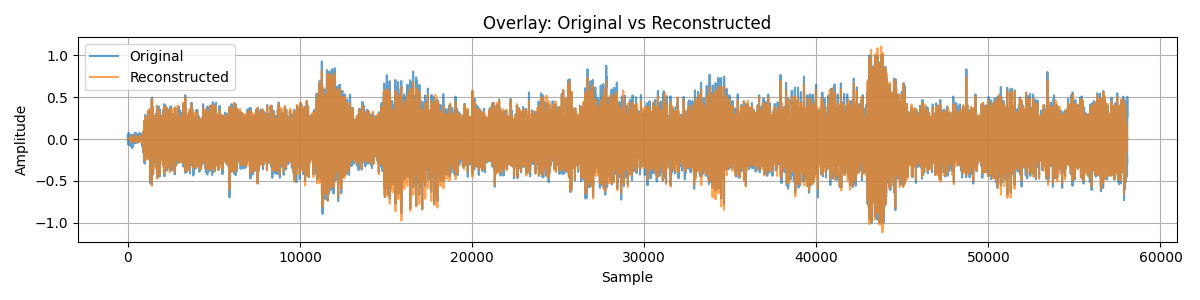 Overlay: Original vs Reconstructed
Original
Reconstructed
1.0
0.5
0.0
−0.5
−1.0
Amplitude
0 10000 20000 30000 40000 50000 60000
Sample